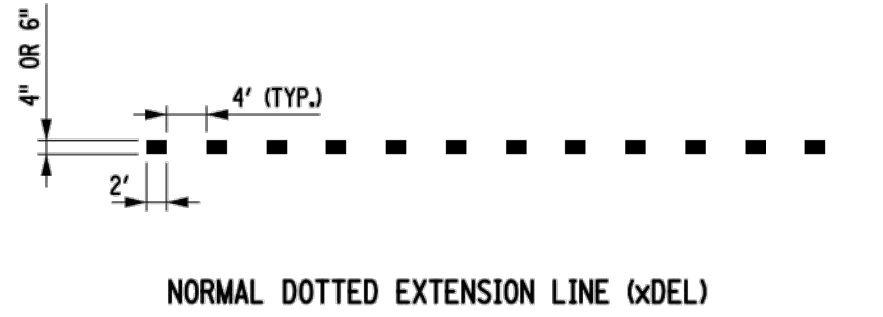 4" OR 6"
4' (TYP.)
2'
NORMAL DOTTED EXTENSION LINE (xDEL)